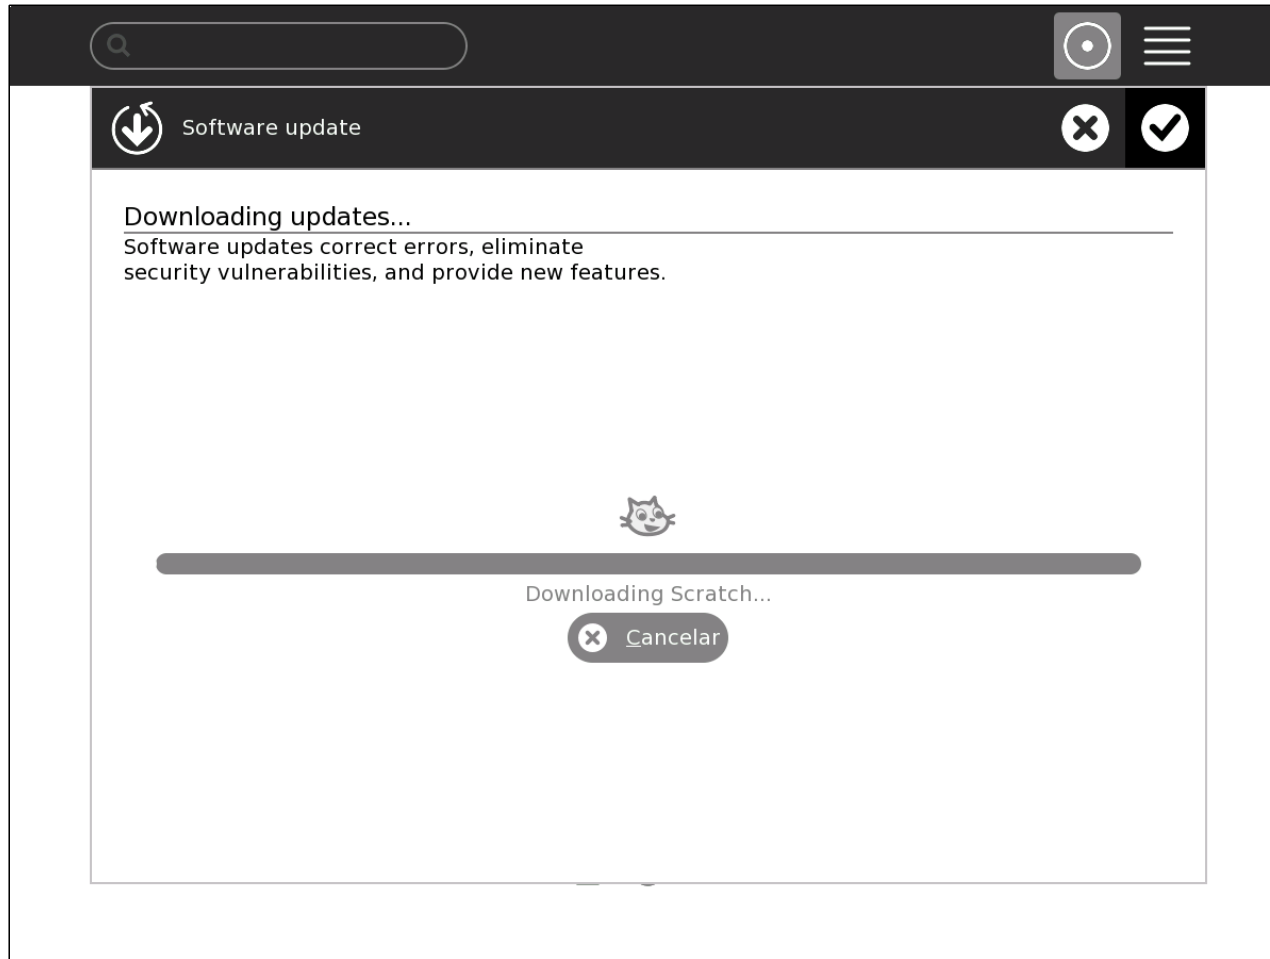 Software update
Downloading updates...
Software updates correct errors, eliminate
security vulnerabilities, and provide new features.
Downloading Scratch...
Cancelar